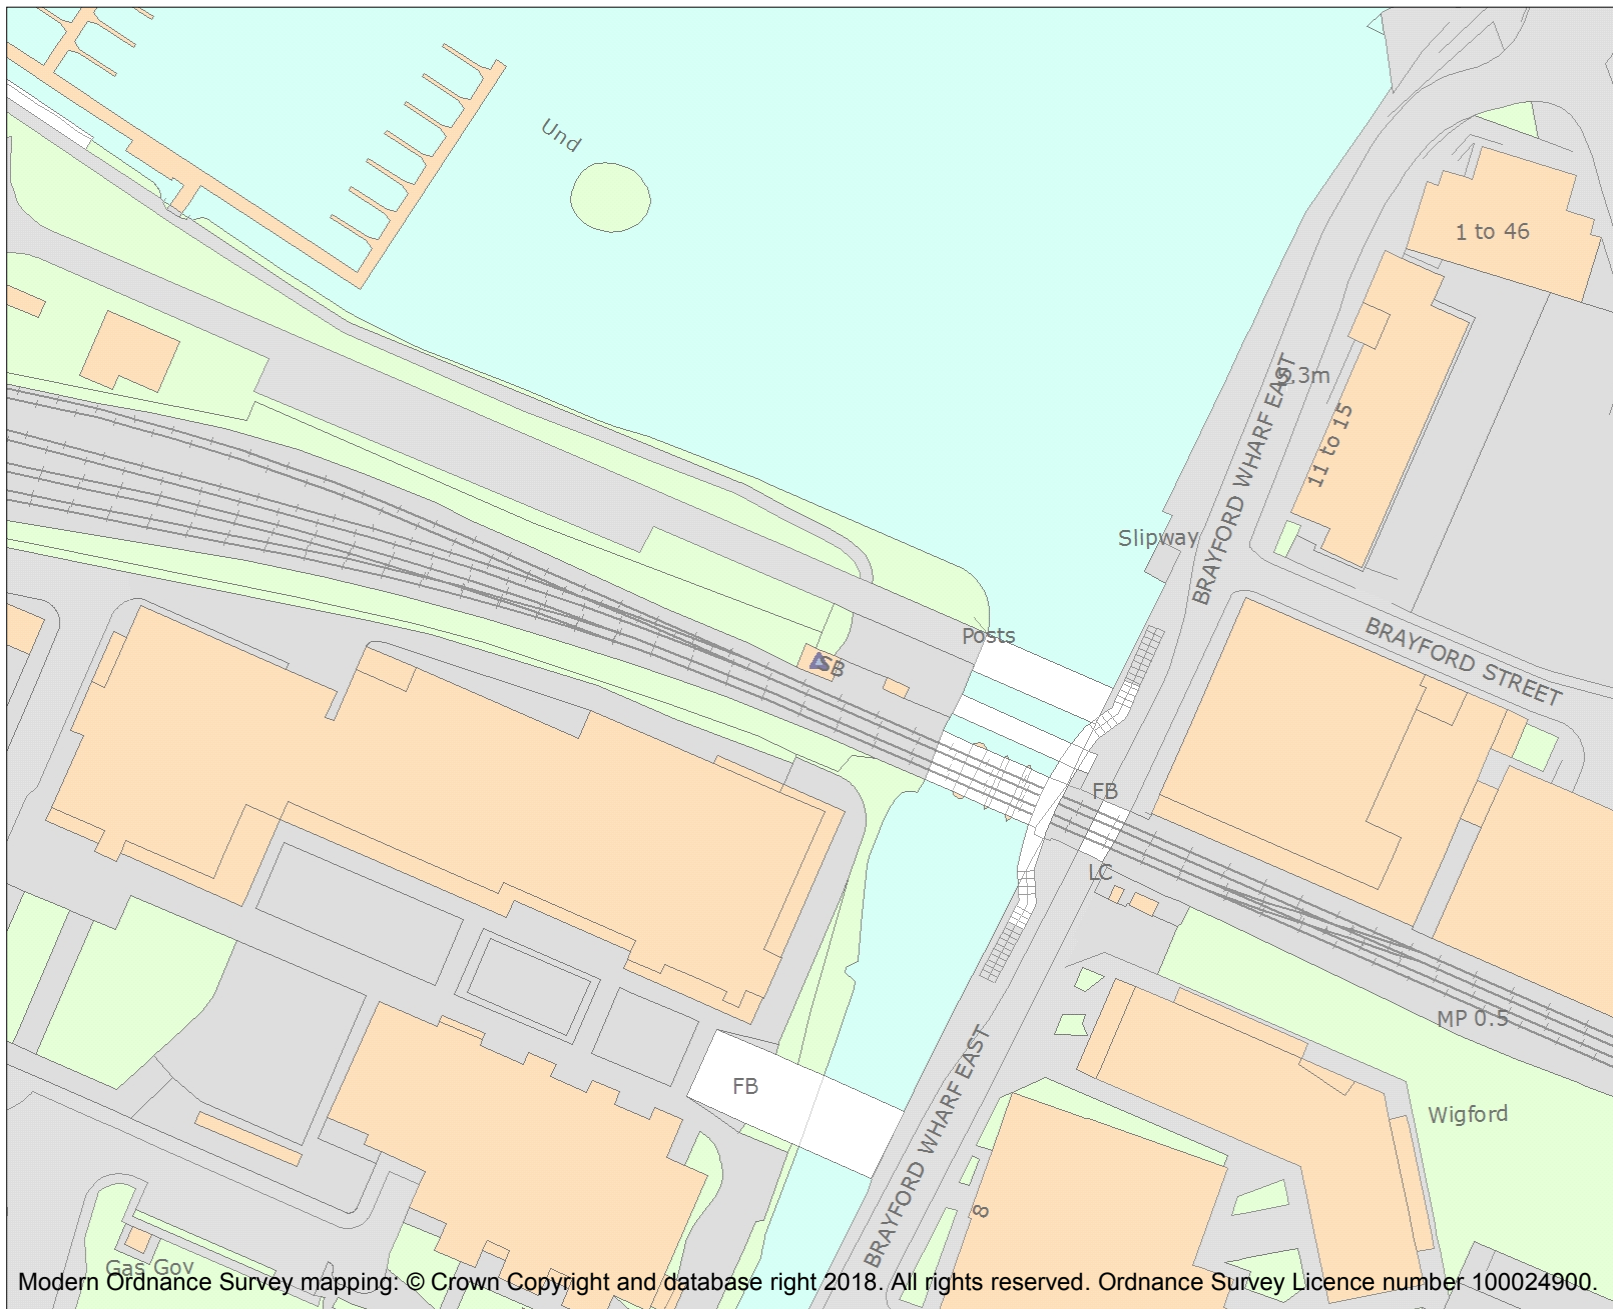 Und
1 to 46
9.3m
BRAYFORD WHARF EAST
11 to 15
Slipway
Posts
BRAYFORD STREET
SB
FB
LC
MP 0.5
FB
Wigford
BRAYFORD WHARF EAST
8
Gas Gov
Modern Ordnance Survey mapping: © Crown Copyright and database right 2018. All rights reserved. Ordnance Survey Licence number 100024900.